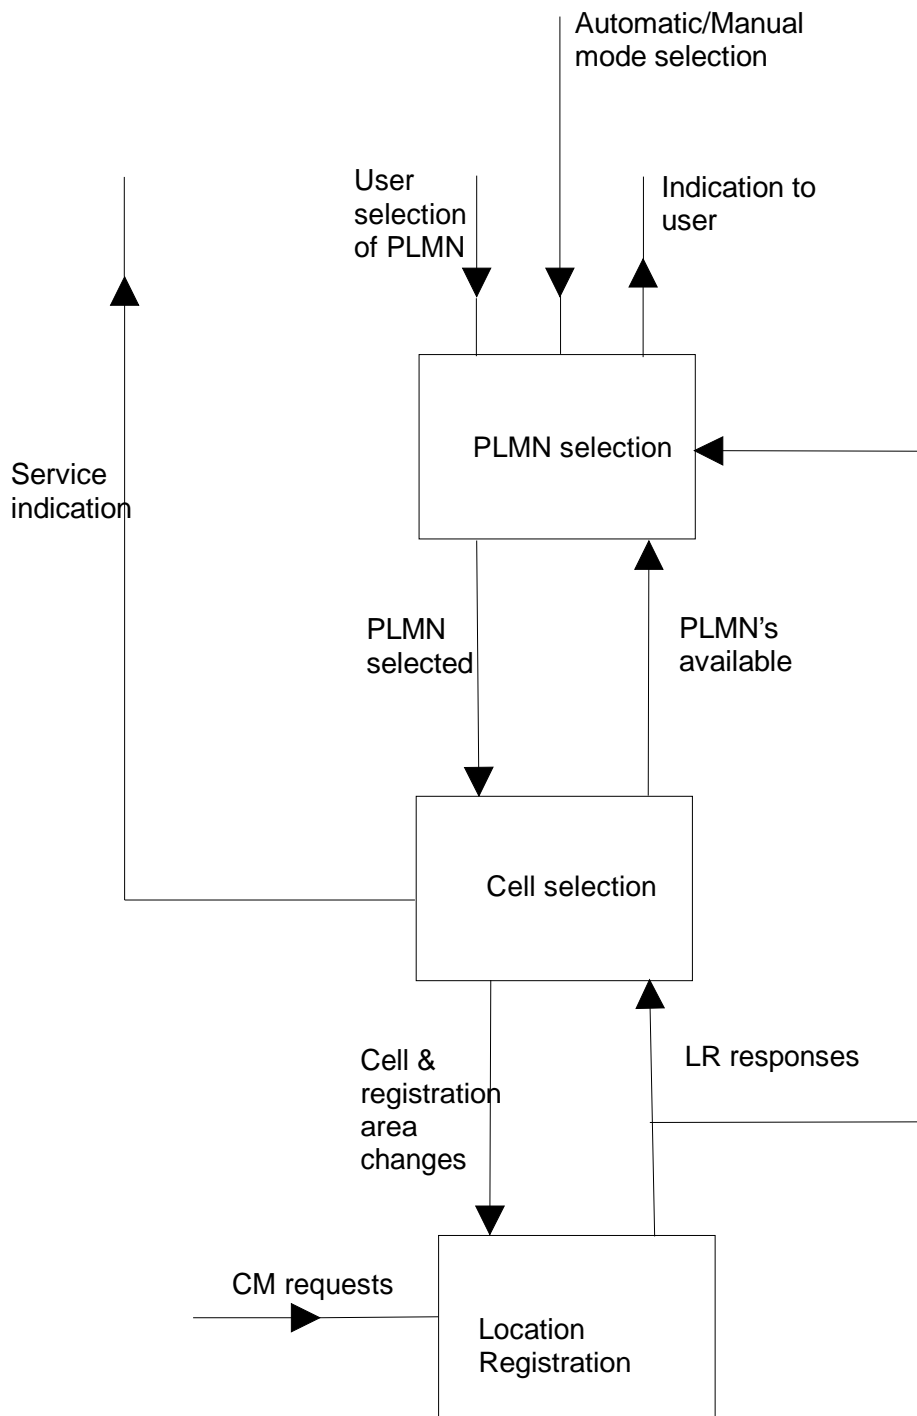 Automatic/Manual
mode selection
User
selection
of PLMN
Indication to
user
PLMN selection
Service
indication
PLMN
selected
PLMN’s
available
Cell selection
Cell &
registration
area
changes
LR responses
CM requests
Location
Registration